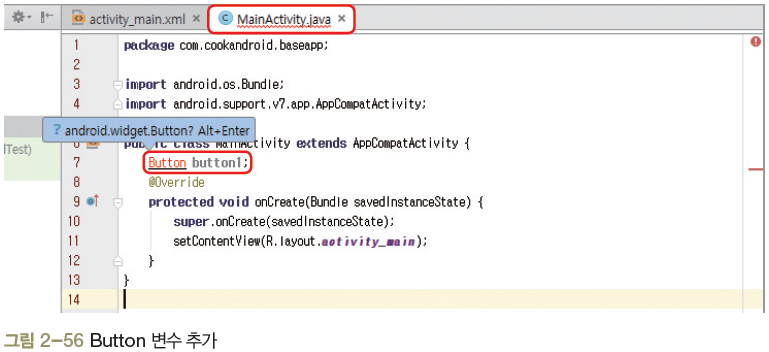 activity_main.xml × MainActivity.java ×
1 package com.cookandroid.baseapp;
2
3 import android.os.Bundle;
4 import android.support.v7.app.AppCompatActivity;
? android.widget.Button? Alt+Enter
6 public class MainActivity extends AppCompatActivity {
dTest)
7 Button button1;
8 @Override
9 protected void onCreate(Bundle savedInstanceState) {
10 super.onCreate(savedInstanceState);
11 setContentView(R.layout.activity_main);
12 }
13 }
14
그림 2-56 Button 변수 추가